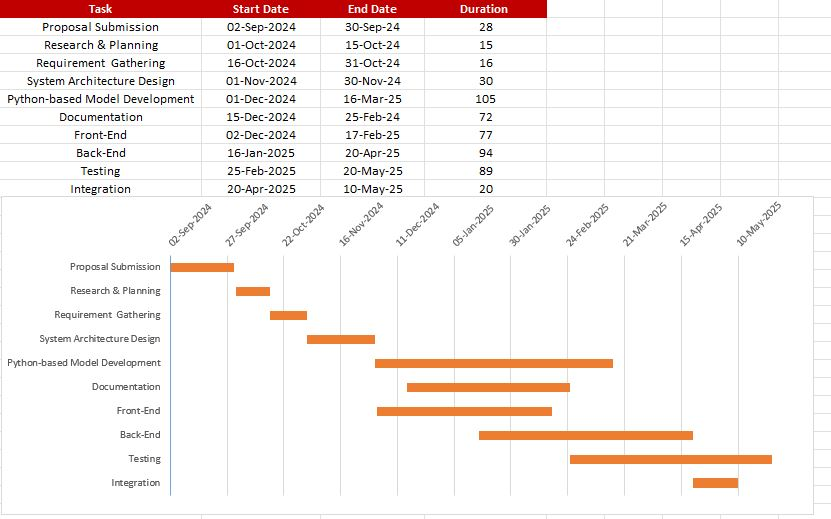 Task Start Date End Date Duration
Proposal Submission 02-Sep-2024 30-Sep-24 28
Research & Planning 01-Oct-2024 15-Oct-24 15
Requirement  Gathering 16-Oct-2024 31-Oct-24 16
System Architecture Design 01-Nov-2024 30-Nov-24 30
Python-based Model Development 01-Dec-2024 16-Mar-25 105
Documentation 15-Dec-2024 25-Feb-24 72
Front-End 02-Dec-2024 17-Feb-25 77
Back-End 16-Jan-2025 20-Apr-25 94
Testing 25-Feb-2025 20-May-25 89
Integration 20-Apr-2025 10-May-25 20
02-Sep-2024 27-Sep-2024 22-Oct-2024 16-Nov-2024 11-Dec-2024 05-Jan-2025 30-Jan-2025 24-Feb-2025 21-Mar-2025 15-Apr-2025 10-May-2025
Proposal Submission
Research & Planning
Requirement  Gathering
System Architecture Design
Python-based Model Development
Documentation
Front-End
Back-End
Testing
Integration